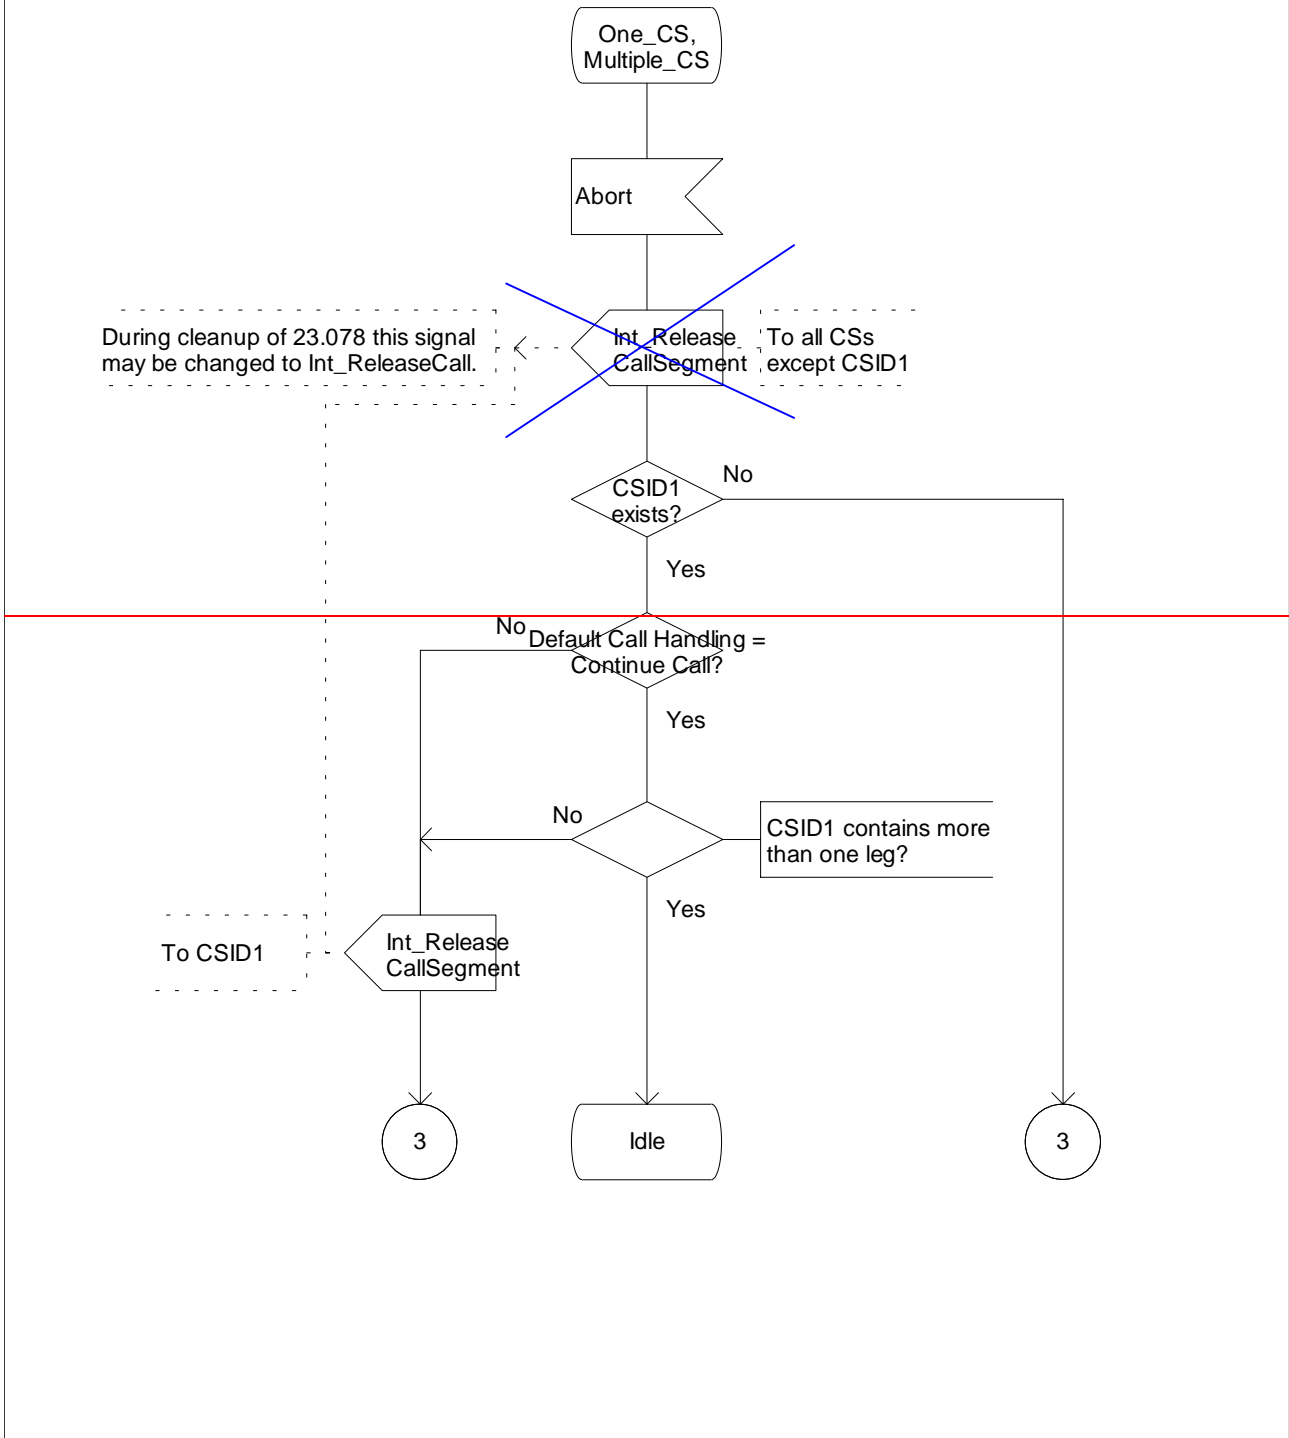 One_CS,
Multiple_CS
Abort
During cleanup of 23.078 this signal
may be changed to Int_ReleaseCall.
Int_Release
CallSegment
To all CSs
except CSID1
CSID1
exists?
No
Yes
No
Default Call Handling =
Continue Call?
Yes
No
CSID1 contains more
than one leg?
Yes
To CSID1
Int_Release
CallSegment
3
Idle
3